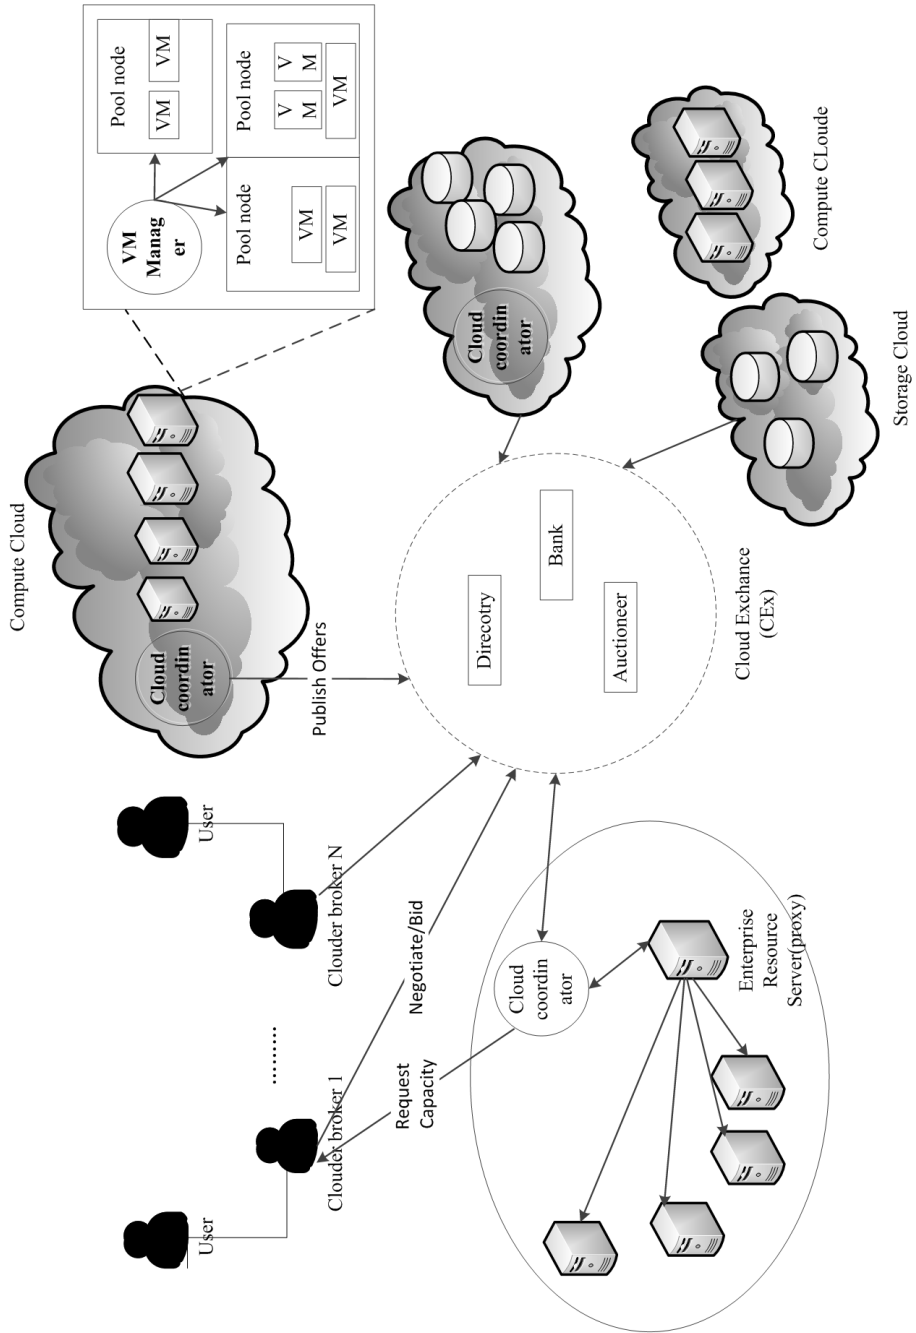 Compute Cloud
Cloud
coordin
ator
VM
Manag
er
Pool node
VM
VM
Pool node
VM
VM
Pool node
V
M
V
M
VM
User
User
Clouder broker 1
........
Clouder broker N
Publish Offers
Negotiate/Bid
Request
Capacity
Cloud
coordin
ator
Enterprise
Resource
Server(proxy)
Direcotry
Bank
Auctioneer
Cloud Exchance
(CEx)
Cloud
coordin
ator
Storage Cloud
Compute CLoude